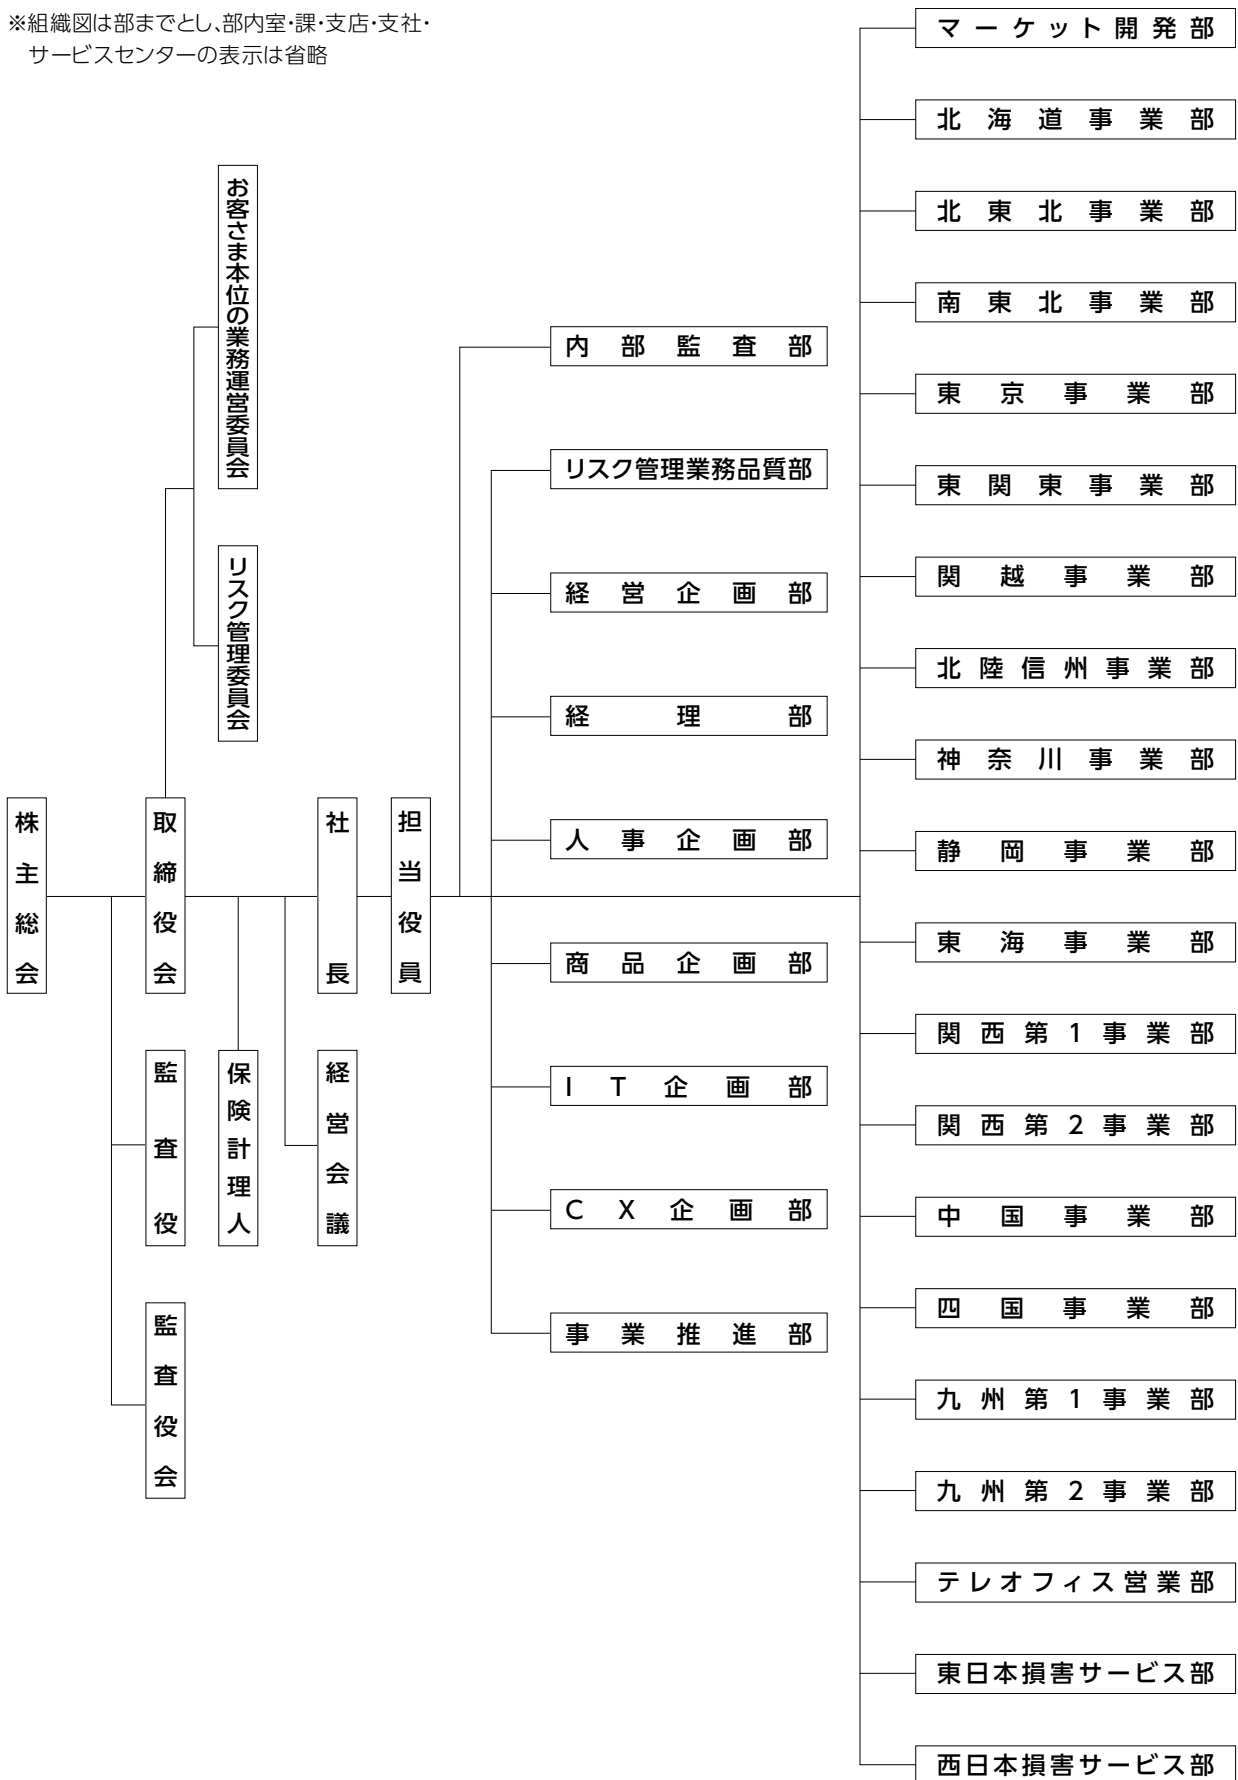 ※組織図は部までとし、部内室・課・支店・支社・
サービスセンターの表示は省略
株主総会
取締役会
監査役
監査役会
お客さま本位の業務運営委員会
リスク管理委員会
保険計理人
社長
経営会議
担当役員
内部監査部
リスク管理業務品質部
経営企画部
経理部
人事企画部
商品企画部
IT企画部
CX企画部
事業推進部
マーケット開発部
北海道事業部
北東北事業部
南東北事業部
東京事業部
東関東事業部
関越事業部
北陸信州事業部
神奈川事業部
静岡事業部
東海事業部
関西第1事業部
関西第2事業部
中国事業部
四国事業部
九州第1事業部
九州第2事業部
テレオフィス営業部
東日本損害サービス部
西日本損害サービス部